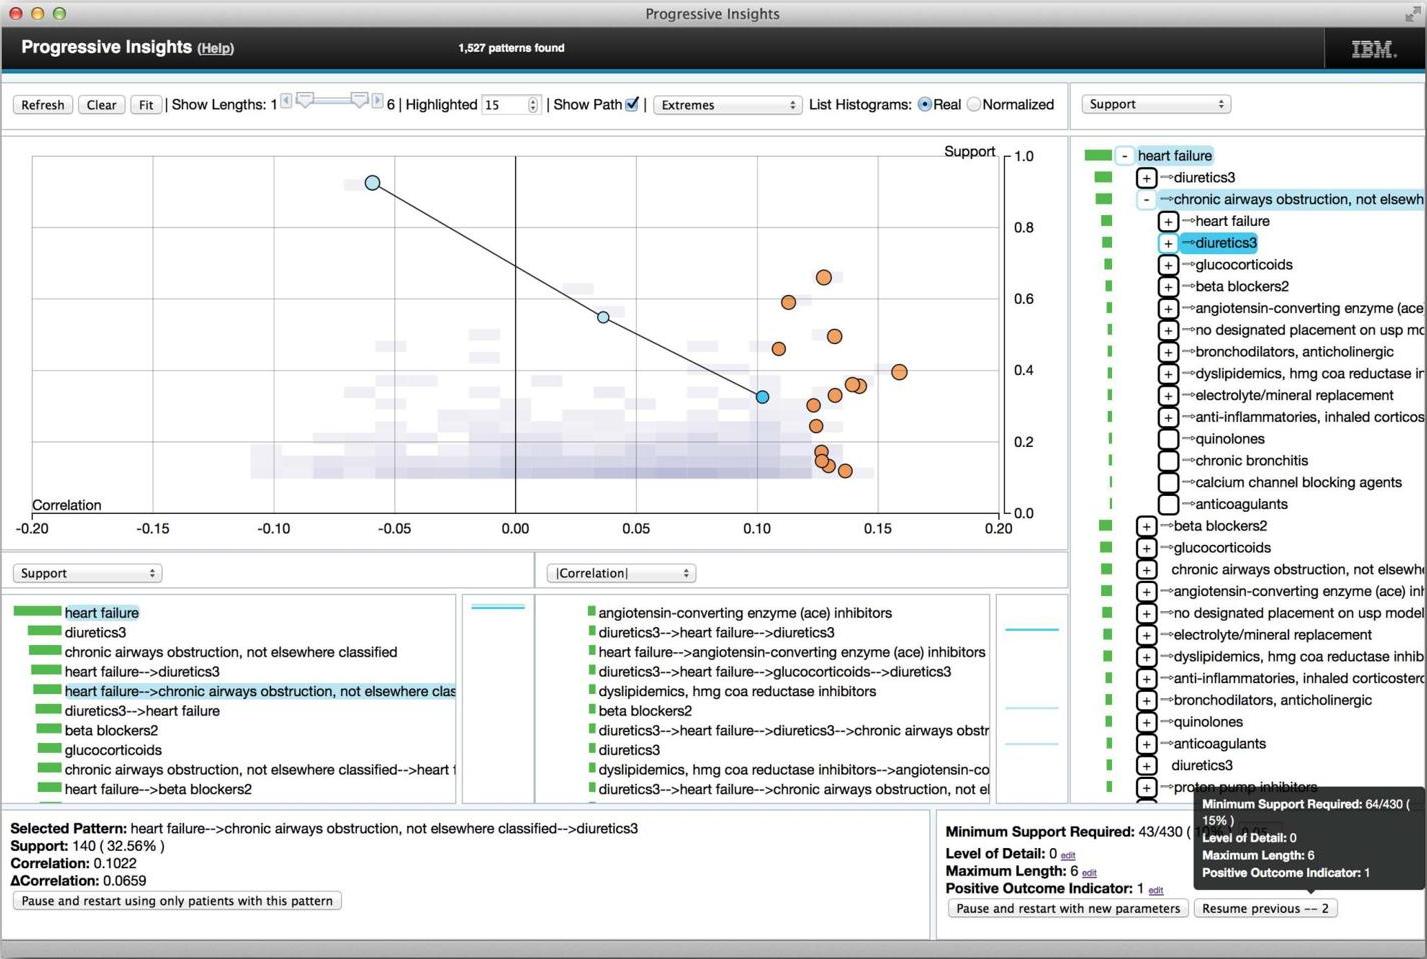 Progressive Insights
Progressive Insights (Help)
1,527 patterns found
IBM.
Refresh
Clear
Fit
| Show Lengths: 1
6 | Highlighted 15
| Show Path
|
Extremes
List Histograms: Real Normalized
Support
Support
1.0
0.8
0.6
0.4
0.2
0.0
Correlation
-0.20 -0.15 -0.10 -0.05 0.00 0.05 0.10 0.15 0.20
- heart failure
+ diuretics3
- chronic airways obstruction, not elsewh
+ heart failure
+ diuretics3
+ glucocorticoids
+ beta blockers2
+ angiotensin-converting enzyme (ace
+ no designated placement on usp mo
+ bronchodilators, anticholinergic
+ dyslipidemics, hmg coa reductase in
+ electrolyte/mineral replacement
+ anti-inflammatories, inhaled corticos
quinolones
chronic bronchitis
calcium channel blocking agents
anticoagulants
+ beta blockers2
+ glucocorticoids
+ chronic airways obstruction, not elsewhe
+ angiotensin-converting enzyme (ace) inh
+ no designated placement on usp model
+ electrolyte/mineral replacement
+ dyslipidemics, hmg coa reductase inhib
+ anti-inflammatories, inhaled corticostero
+ bronchodilators, anticholinergic
+ quinolones
+ anticoagulants
+ diuretics3
+ proton pump inhibitors
Support
heart failure
diuretics3
chronic airways obstruction, not elsewhere classified
heart failure-->diuretics3
heart failure-->chronic airways obstruction, not elsewhere clas
diuretics3-->heart failure
beta blockers2
glucocorticoids
chronic airways obstruction, not elsewhere classified-->heart f
heart failure-->beta blockers2
|Correlation|
angiotensin-converting enzyme (ace) inhibitors
diuretics3-->heart failure-->diuretics3
heart failure-->angiotensin-converting enzyme (ace) inhibitors
diuretics3-->heart failure-->glucocorticoids-->diuretics3
dyslipidemics, hmg coa reductase inhibitors
beta blockers2
diuretics3-->heart failure-->diuretics3-->chronic airways obstr
diuretics3
dyslipidemics, hmg coa reductase inhibitors-->angiotensin-co
diuretics3-->heart failure-->chronic airways obstruction, not el
Selected Pattern: heart failure-->chronic airways obstruction, not elsewhere classified-->diuretics3
Support: 140 ( 32.56% )
Correlation: 0.1022
ΔCorrelation: 0.0659
Pause and restart using only patients with this pattern
Minimum Support Required: 43/430 ( 10% )
Level of Detail: 0 edit
Maximum Length: 6 edit
Positive Outcome Indicator: 1 edit
Pause and restart with new parameters
Resume previous -- 2
Minimum Support Required: 64/430 (
15% )
Level of Detail: 0
Maximum Length: 6
Positive Outcome Indicator: 1